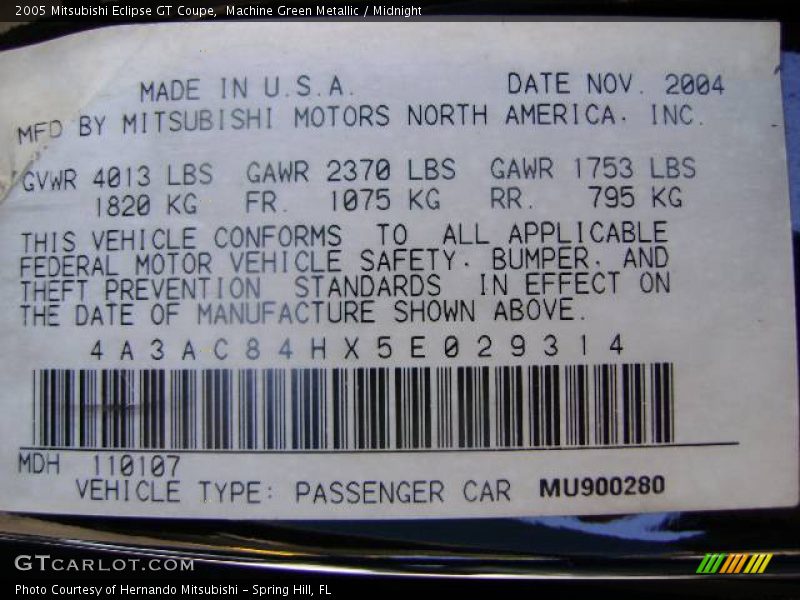 2005 Mitsubishi Eclipse GT Coupe,  Machine Green Metallic / Midnight
MADE IN U.S.A.    DATE NOV. 2004
MFD BY MITSUBISHI MOTORS NORTH AMERICA. INC.
GVWR 4013 LBS  GAWR 2370 LBS  GAWR 1753 LBS
1820 KG  FR.  1075 KG  RR.  795 KG
THIS VEHICLE CONFORMS TO ALL APPLICABLE
FEDERAL MOTOR VEHICLE SAFETY. BUMPER. AND
THEFT PREVENTION STANDARDS IN EFFECT ON
THE DATE OF MANUFACTURE SHOWN ABOVE.
4A3AC84HX5E029314
MDH  110107
VEHICLE TYPE: PASSENGER CAR  MU900280
GTCARLOT.COM
Photo Courtesy of Hernando Mitsubishi - Spring Hill, FL